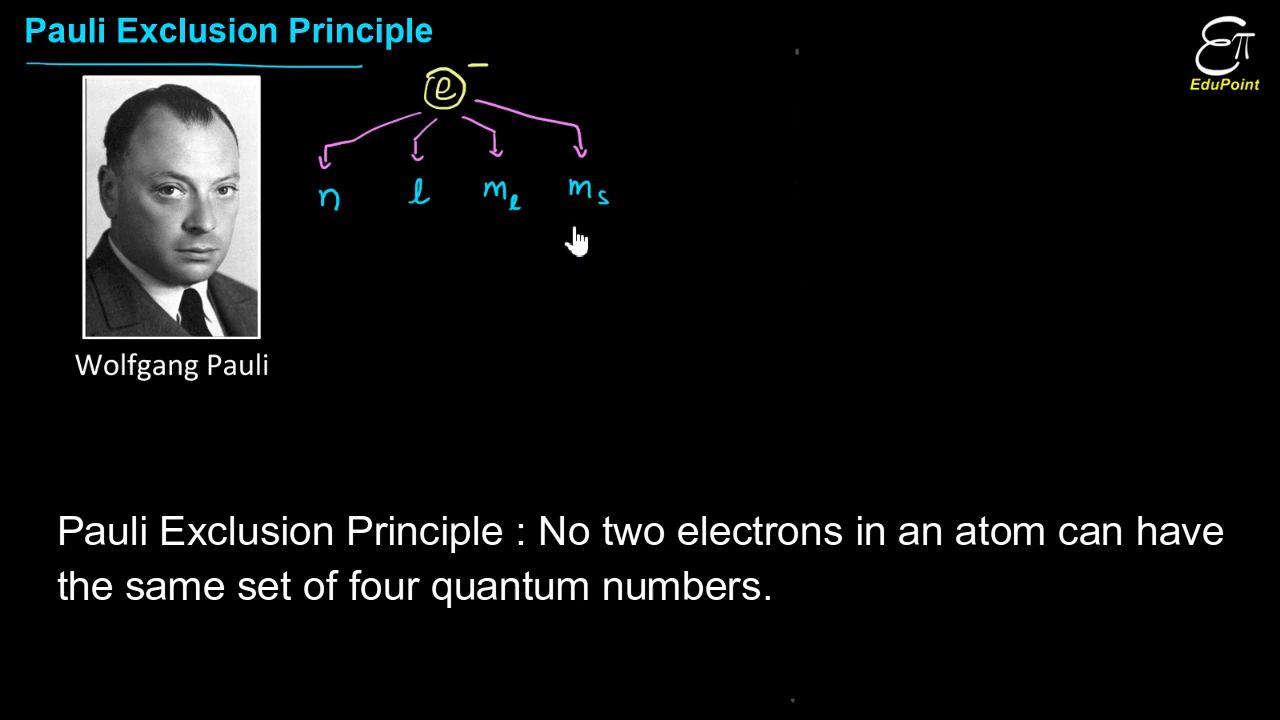 Pauli Exclusion Principle
επ
EduPoint
e⁻
n l mₗ mₛ
Wolfgang Pauli
Pauli Exclusion Principle : No two electrons in an atom can have
the same set of four quantum numbers.